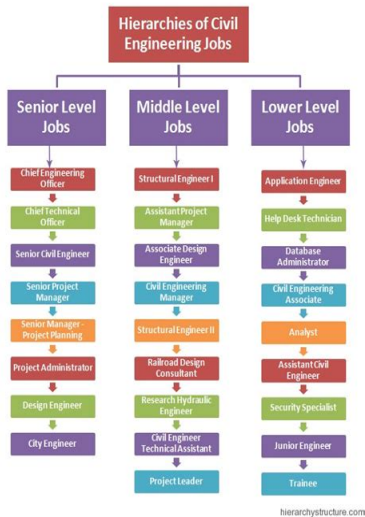 Hierarchies of Civil
Engineering Jobs
Senior Level
Jobs
Chief Engineering
Officer
Chief Technical
Officer
Senior Civil Engineer
Senior Project
Manager
Senior Manager -
Project Planning
Project Administrator
Design Engineer
City Engineer
Middle Level
Jobs
Structural Engineer I
Assistant Project
Manager
Associate Design
Engineer
Civil Engineering
Manager
Structural Engineer II
Railroad Design
Consultant
Research Hydraulic
Engineer
Civil Engineer
Technical Assistant
Project Leader
Lower Level
Jobs
Application Engineer
Help Desk Technician
Database
Administrator
Civil Engineering
Associate
Analyst
Assistant Civil
Engineer
Security Specialist
Junior Engineer
Trainee
hierarchystructure.com